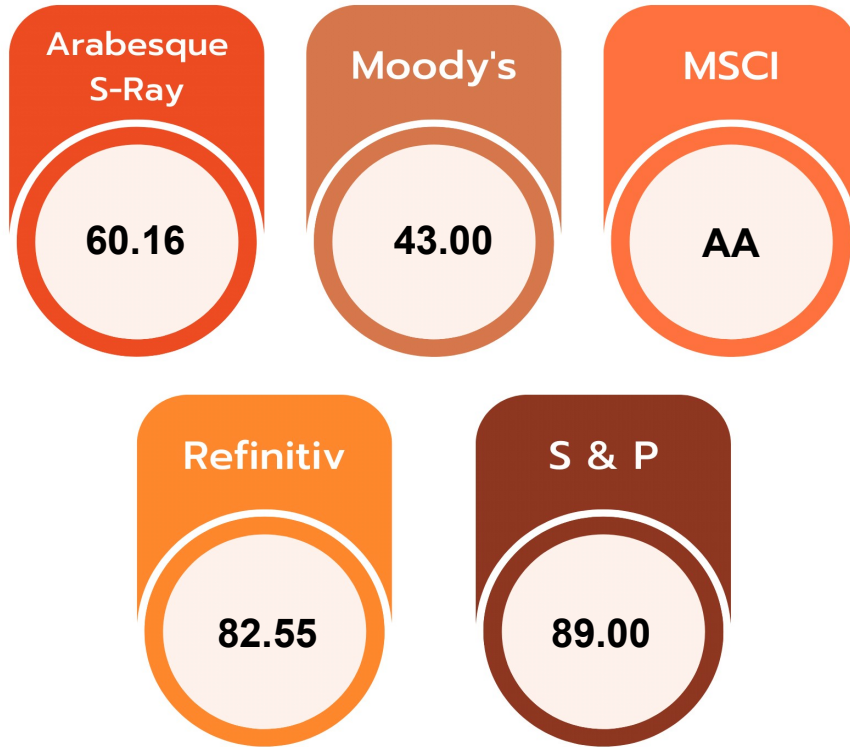 Arabesque
S-Ray
60.16
Moody's
43.00
MSCI
AA
Refinitiv
82.55
S & P
89.00